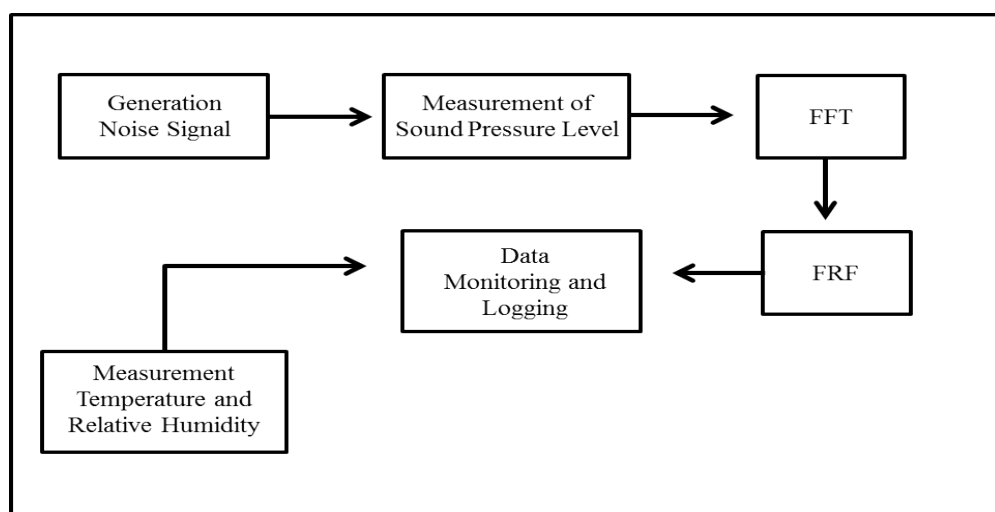 Generation
Noise Signal
Measurement of
Sound Pressure Level
FFT
FRF
Data
Monitoring and
Logging
Measurement
Temperature and
Relative Humidity